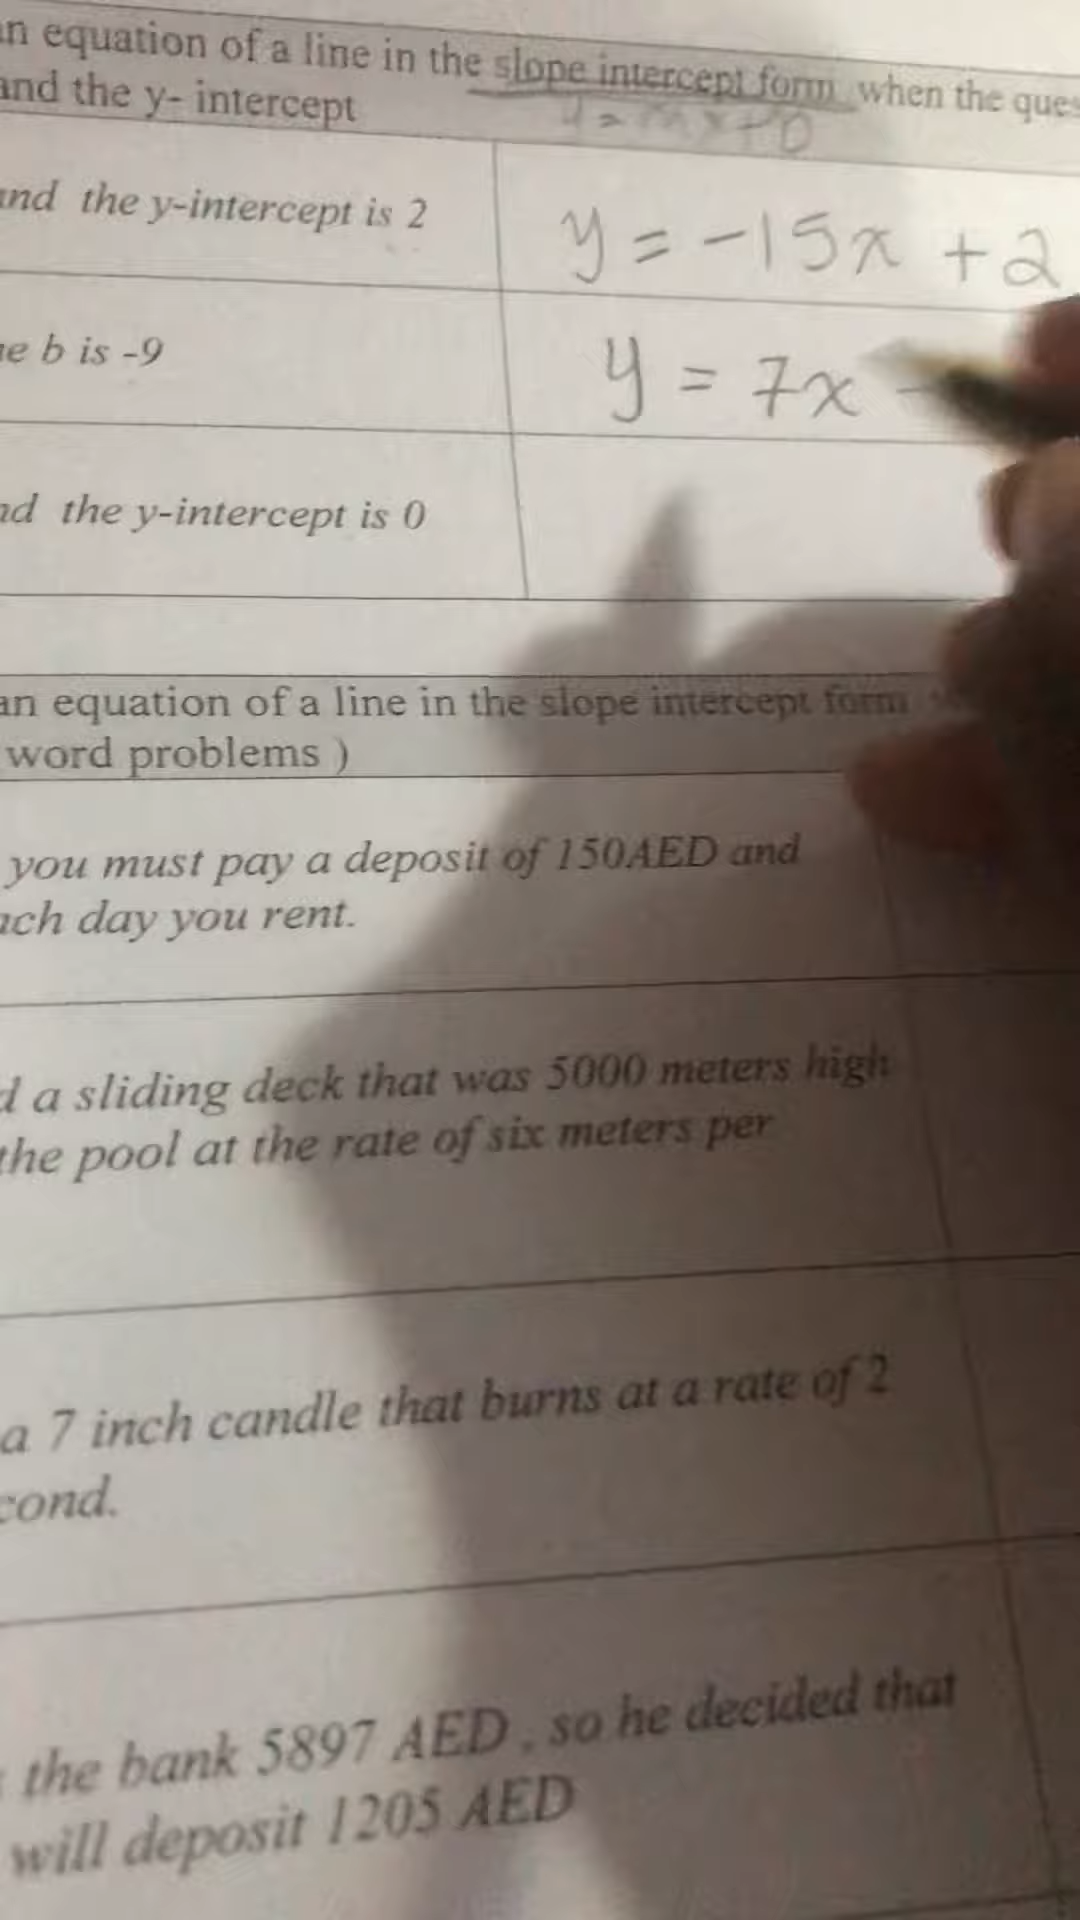 an equation of a line in the slope intercept form when the ques
and the y- intercept
y = mx + b
and the y-intercept is 2
y = -15x + 2
b is -9
y = 7x -
the y-intercept is 0
an equation of a line in the slope intercept form
word problems )
you must pay a deposit of 150AED and
ach day you rent.
d a sliding deck that was 5000 meters high
the pool at the rate of six meters per
a 7 inch candle that burns at a rate of 2
cond.
the bank 5897 AED , so he decided that
will deposit 1205 AED